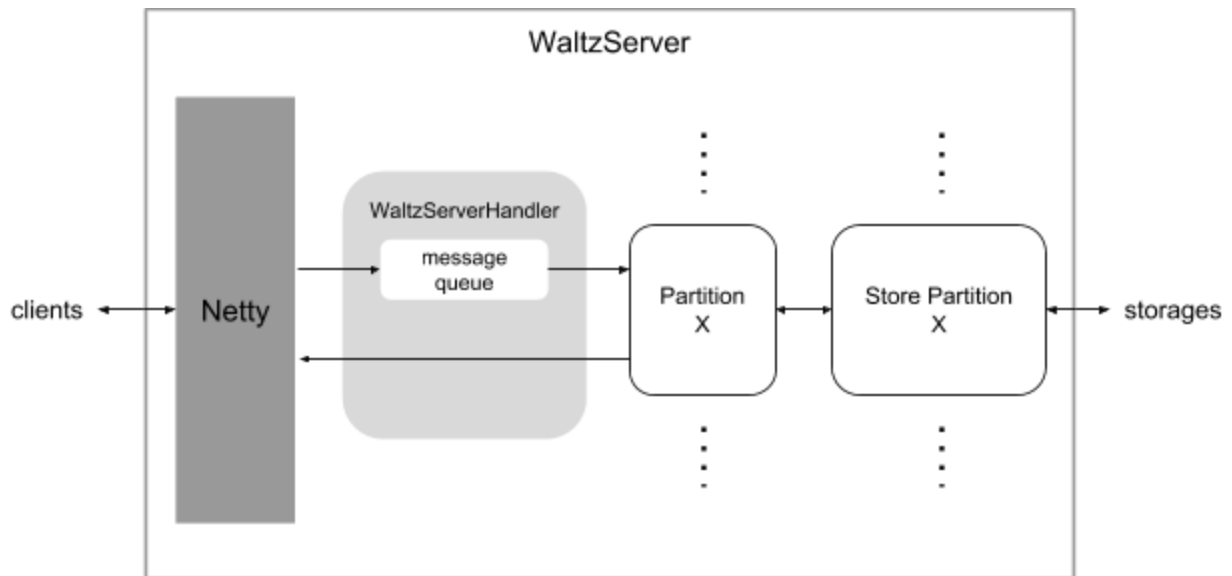 WaltzServer
WaltzServerHandler
message
queue
clients
Netty
Partition
X
Store Partition
X
storages